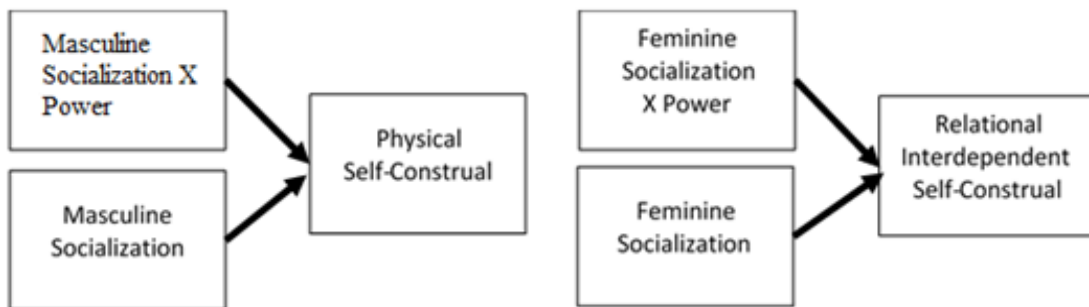 Masculine
Socialization X
Power
Masculine
Socialization
Physical
Self-Construal
Feminine
Socialization
X Power
Feminine
Socialization
Relational
Interdependent
Self-Construal